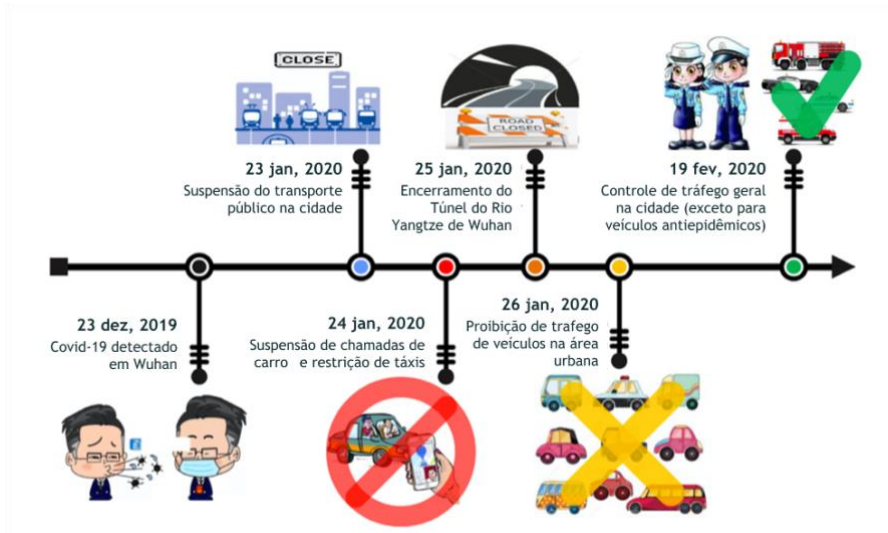 CLOSE
23 jan, 2020
Suspensão do transporte
público na cidade
ROAD
CLOSED
25 jan, 2020
Encerramento do
Túnel do Rio
Yangtze de Wuhan
19 fev, 2020
Controle de tráfego geral
na cidade (exceto para
veículos antiepidêmicos)
23 dez, 2019
Covid-19 detectado
em Wuhan
24 jan, 2020
Suspensão de chamadas de
carro e restrição de táxis
26 jan, 2020
Proibição de trafego
de veículos na área
urbana